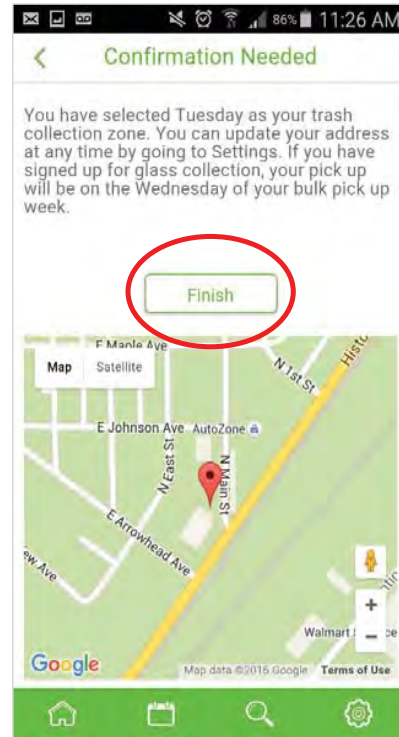 86% 11:26 AM
Confirmation Needed
You have selected Tuesday as your trash
collection zone. You can update your address
at any time by going to Settings. If you have
signed up for glass collection, your pick up
will be on the Wednesday of your bulk pick up
week.
Finish
E Maple Ave
Map Satellite
N 1st St
Histo
E Johnson Ave AutoZone
N East St
N Main St
E Arrowhead Ave
ew Ave
+
Walmart
−
Google
Map data ©2016 Google Terms of Use